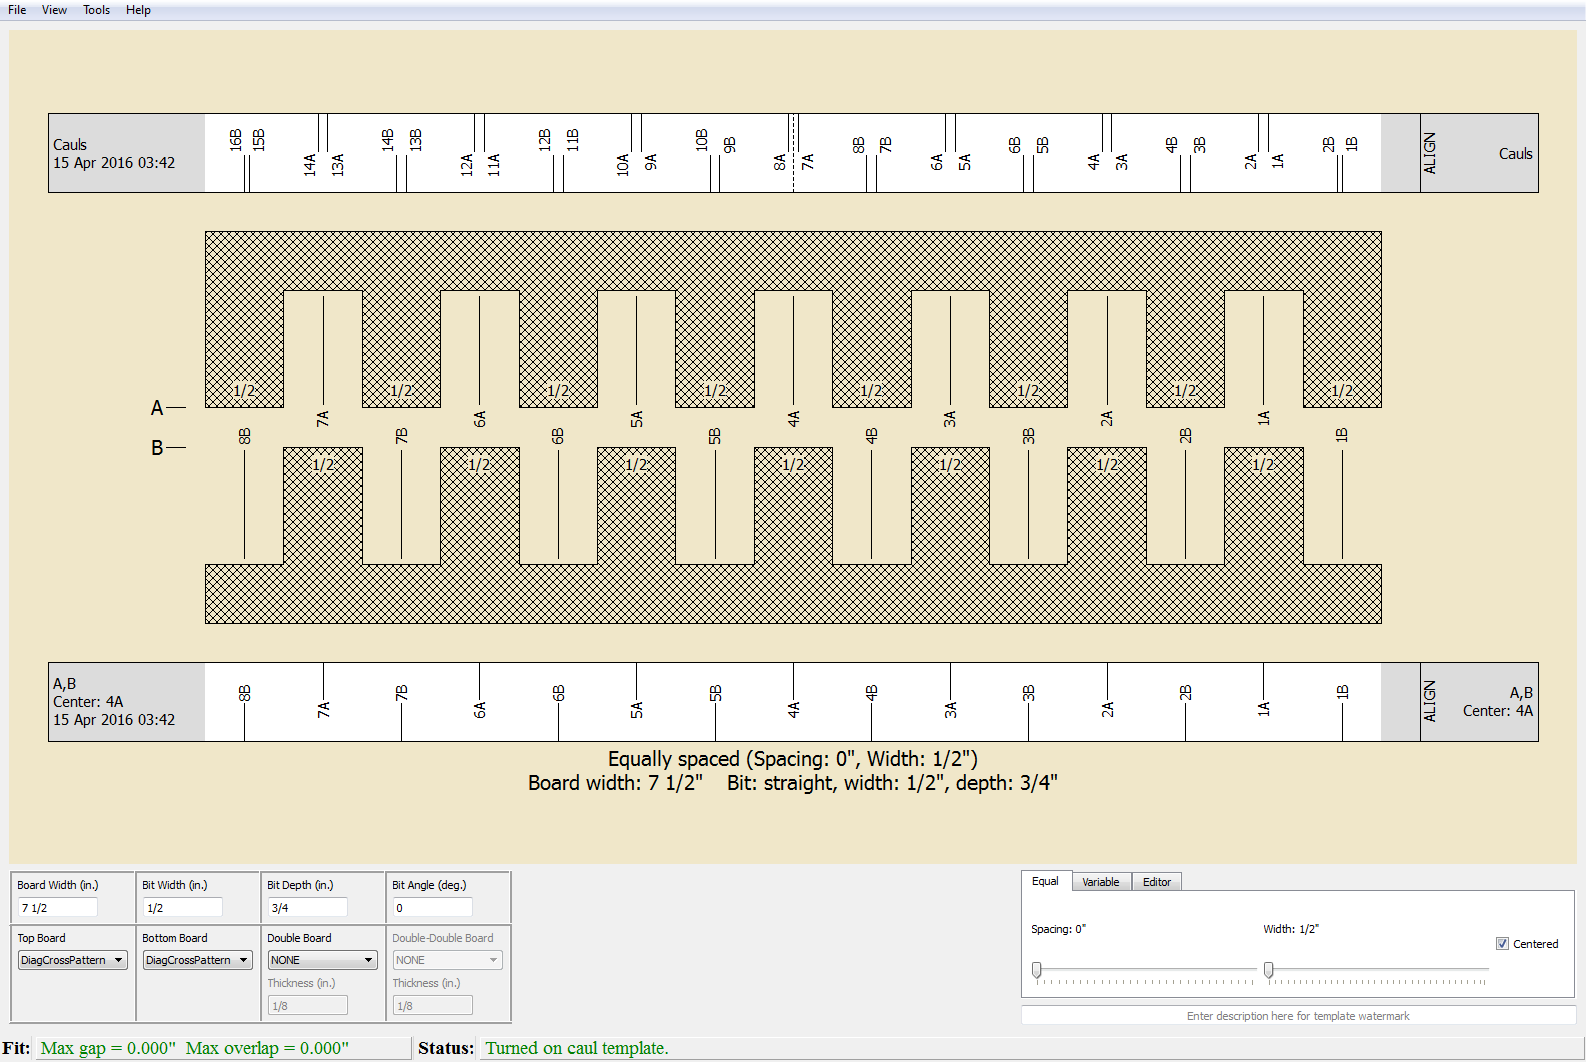 File View Tools Help
Cauls
15 Apr 2016 03:42
16B 15B 14A 13A 14B 13B 12A 11A 12B 11B 10A 9A 10B 9B 8A 7A 8B 7B 6A 5A 6B 5B 4A 3A 4B 3B 2A 1A 2B 1B
ALIGN
Cauls
1/2 1/2 1/2 1/2 1/2 1/2 1/2 1/2
A
7A 6A 5A 4A 3A 2A 1A
8B 7B 6B 5B 4B 3B 2B 1B
B
1/2 1/2 1/2 1/2 1/2 1/2 1/2
A,B
Center: 4A
15 Apr 2016 03:42
8B 7A 7B 6A 6B 5A 5B 4A 4B 3A 3B 2A 2B 1A 1B
ALIGN
A,B
Center: 4A
Equally spaced (Spacing: 0", Width: 1/2")
Board width: 7 1/2" Bit: straight, width: 1/2", depth: 3/4"
Board Width (in.) Bit Width (in.) Bit Depth (in.) Bit Angle (deg.)
7 1/2 1/2 3/4 0
Top Board Bottom Board Double Board Double-Double Board
DiagCrossPattern DiagCrossPattern NONE NONE
Thickness (in.) Thickness (in.)
1/8 1/8
Equal Variable Editor
Spacing: 0" Width: 1/2"
Centered
Enter description here for template watermark
Fit: Max gap = 0.000" Max overlap = 0.000" Status: Turned on caul template.